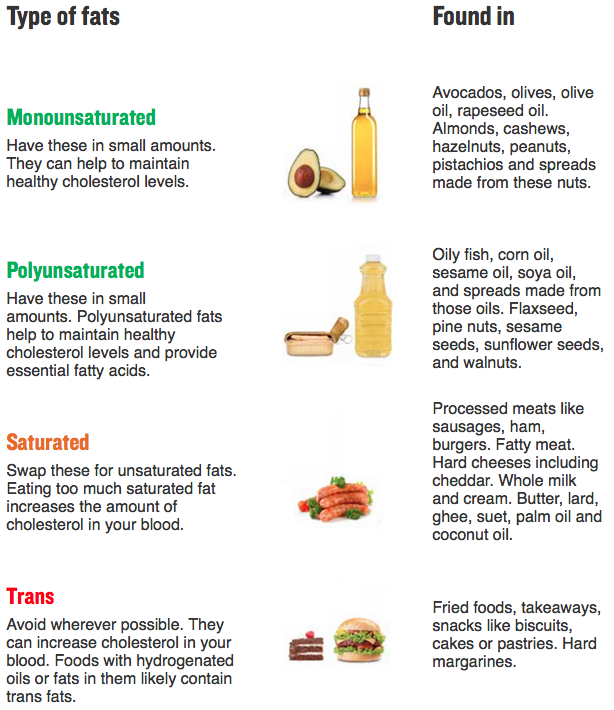 Type of fats
Found in
Monounsaturated
Have these in small amounts.
They can help to maintain
healthy cholesterol levels.
Avocados, olives, olive
oil, rapeseed oil.
Almonds, cashews,
hazelnuts, peanuts,
pistachios and spreads
made from these nuts.
Polyunsaturated
Have these in small
amounts. Polyunsaturated fats
help to maintain healthy
cholesterol levels and provide
essential fatty acids.
Oily fish, corn oil,
sesame oil, soya oil,
and spreads made from
those oils. Flaxseed,
pine nuts, sesame
seeds, sunflower seeds,
and walnuts.
Saturated
Swap these for unsaturated fats.
Eating too much saturated fat
increases the amount of
cholesterol in your blood.
Processed meats like
sausages, ham,
burgers. Fatty meat.
Hard cheeses including
cheddar. Whole milk
and cream. Butter, lard,
ghee, suet, palm oil and
coconut oil.
Trans
Avoid wherever possible. They
can increase cholesterol in your
blood. Foods with hydrogenated
oils or fats in them likely contain
trans fats.
Fried foods, takeaways,
snacks like biscuits,
cakes or pastries. Hard
margarines.